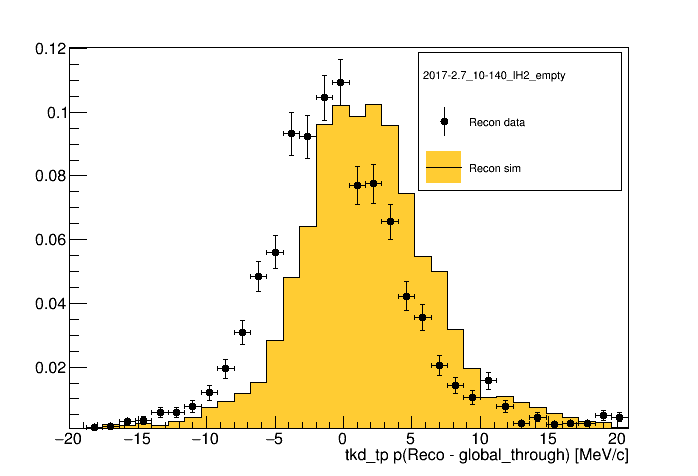 0.12
0.1
0.08
0.06
0.04
0.02
2017-2.7_10-140_lH2_empty
Recon data
Recon sim
−20 −15 −10 −5 0 5 10 15 20
tkd_tp p(Reco - global_through) [MeV/c]